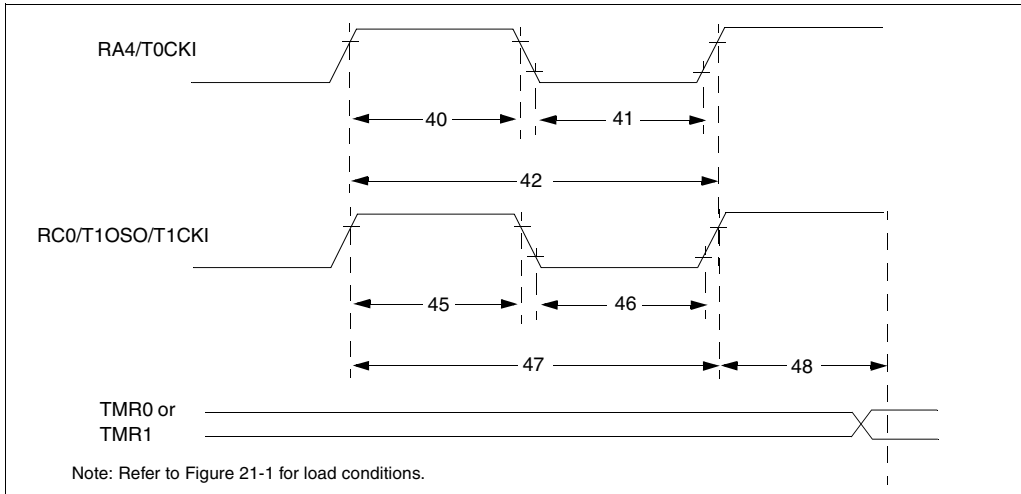 RA4/T0CKI
40
41
42
RC0/T1OSO/T1CKI
45
46
47
48
TMR0 or
TMR1
Note: Refer to Figure 21-1 for load conditions.